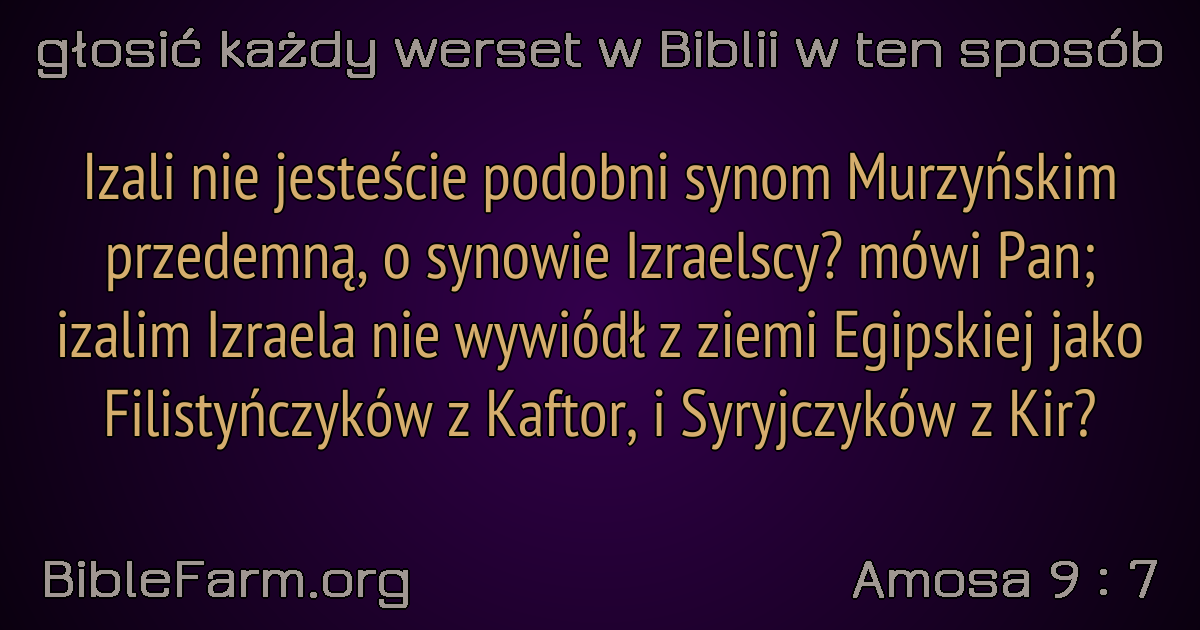 głosić każdy werset w Biblii w ten sposób
Izali nie jesteście podobni synom Murzyńskim
przedemną, o synowie Izraelscy? mówi Pan;
izalim Izraela nie wywiódł z ziemi Egipskiej jako
Filistyńczyków z Kaftor, i Syryjczyków z Kir?
BibleFarm.org
Amosa 9 : 7